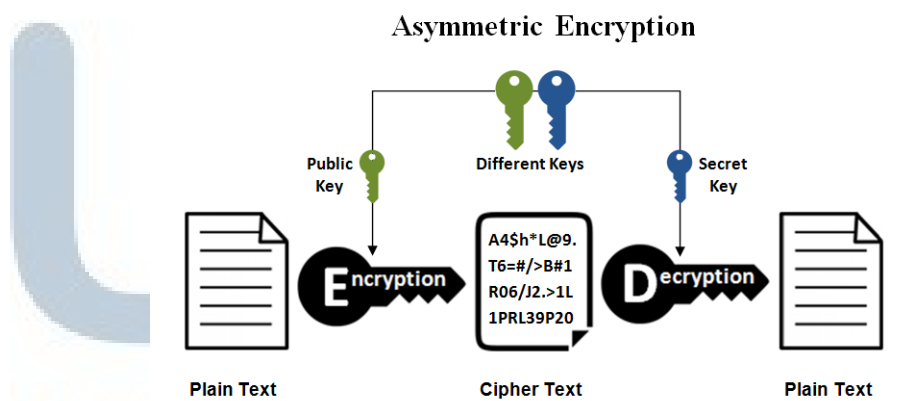 Asymmetric Encryption
Public
Key
Different Keys
Secret
Key
Encryption
A4$h*L@9.
T6=#/>B#1
R06/J2.>1L
1PRL39P20
Decryption
Plain Text
Cipher Text
Plain Text